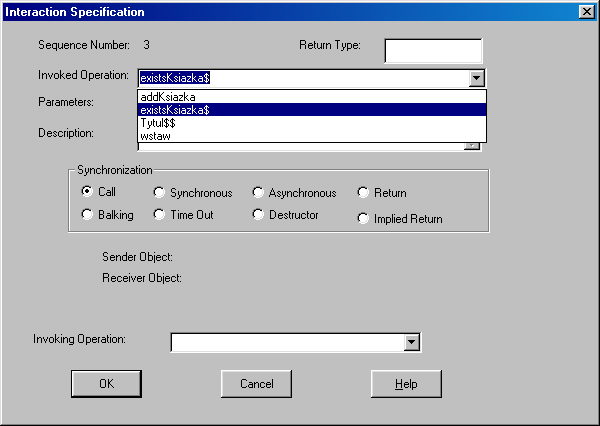 Interaction Specification
Sequence Number: 3 Return Type:
Invoked Operation: existsKsiazka$
Parameters: addKsiazka
existsKsiazka$
Description: Tytul$$
wstaw
Synchronization
Call Synchronous Asynchronous Return
Balking Time Out Destructor Implied Return
Sender Object:
Receiver Object:
Invoking Operation:
OK Cancel Help